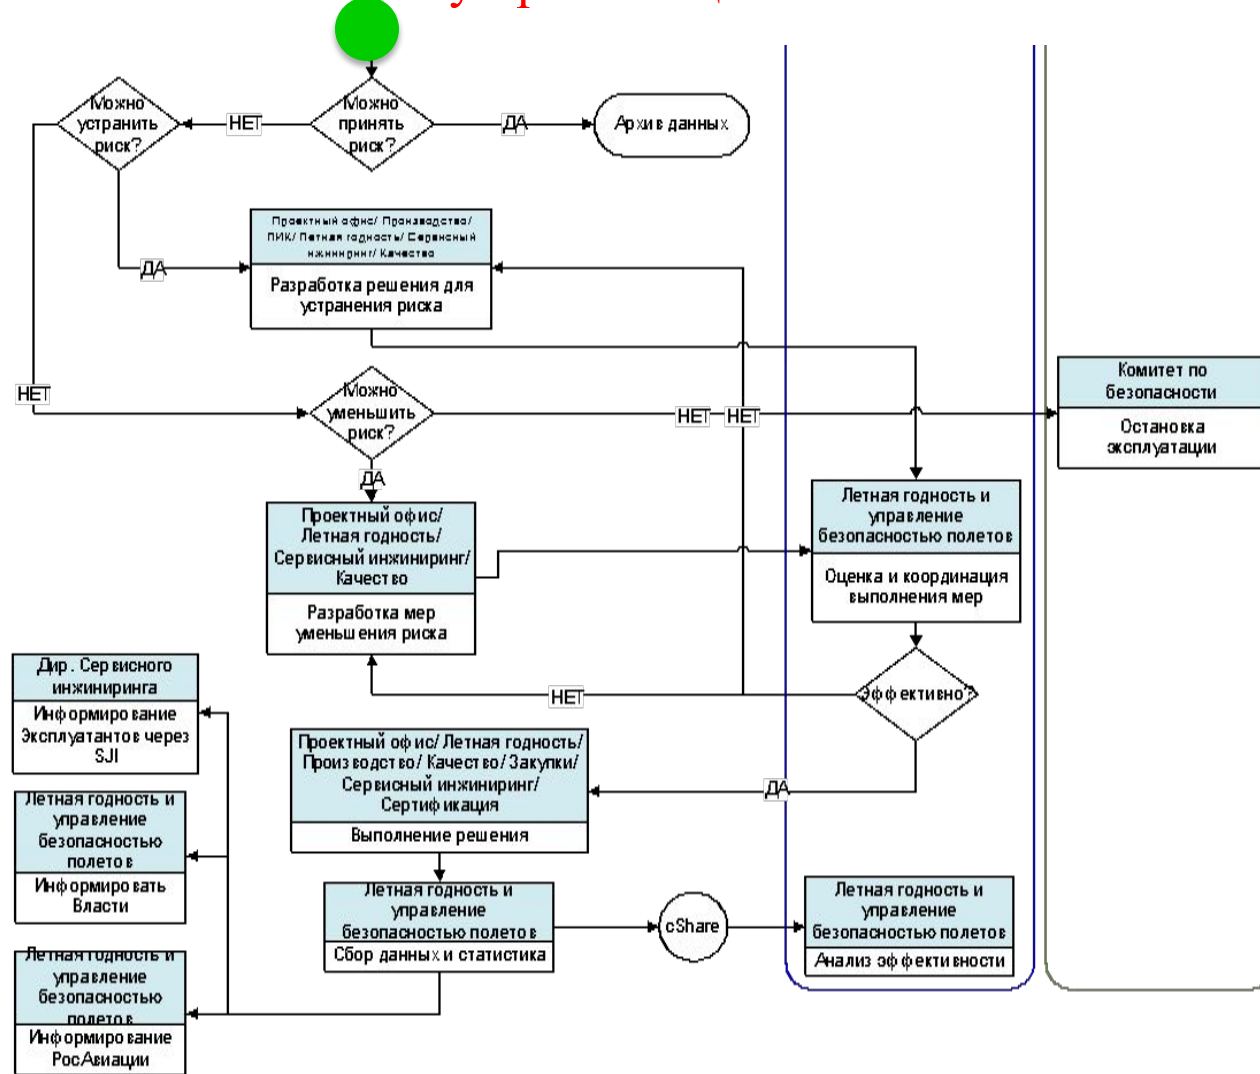 Можно
устранить
риск?
НЕТ
Можно
принять
риск?
ДА
Архив данных
Проектный офис/ Производство/
ПИК/ Летная годность/ Сервисный
инжиниринг/ Качество
ДА
Разработка решения для
устранения риска
НЕТ
Можно
уменьшить
риск?
НЕТ
НЕТ
Комитет по
безопасности
Остановка
эксплуатации
ДА
Проектный офис/
Летная годность/
Сервисный инжиниринг/
Качество
Разработка мер
уменьшения риска
Летная годность и
управление
безопасностью полетов
Оценка и координация
выполнения мер
Эффективно?
НЕТ
Дир. Сервисного
инжиниринга
Информирование
Эксплуатантов через
SJI
Проектный офис/ Летная годность/
Производство/ Качество/ Закупки/
Сервисный инжиниринг/
Сертификация
Выполнение решения
ДА
Летная годность и
управление
безопасностью
полетов
Информировать
Власти
Летная годность и
управление
безопасностью полетов
Сбор данных и статистика
cShare
Летная годность и
управление
безопасностью полетов
Анализ эффективности
Летная годность и
управление
безопасностью
полетов
Информирование
РосАвиации